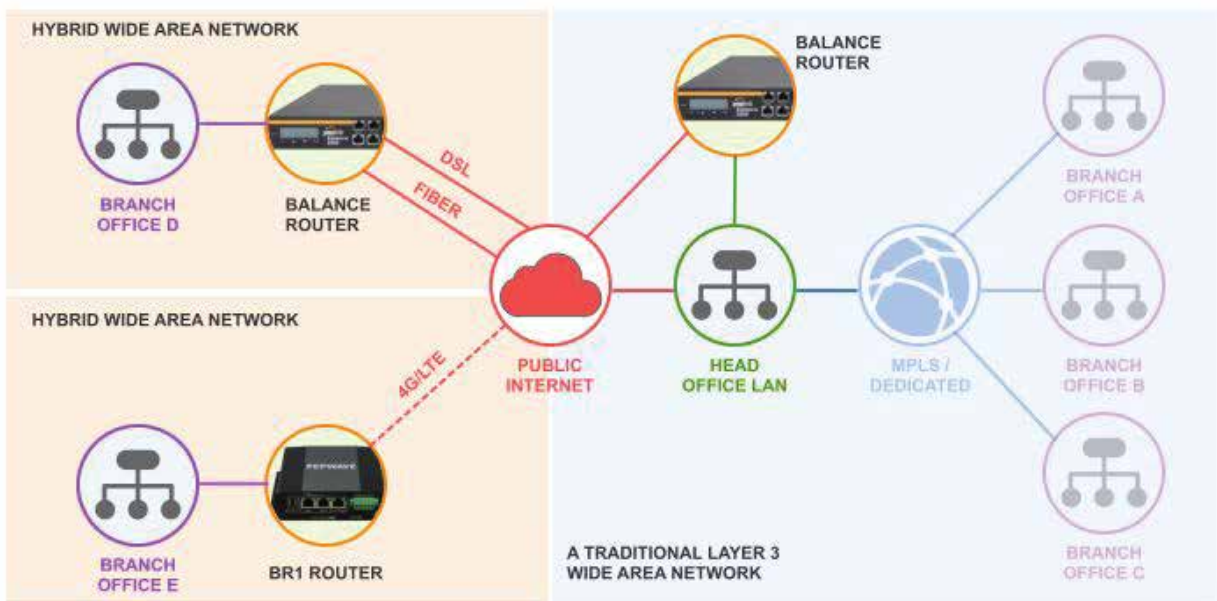 HYBRID WIDE AREA NETWORK
BRANCH
OFFICE D
BALANCE
ROUTER
DSL
FIBER
HYBRID WIDE AREA NETWORK
BRANCH
OFFICE E
PEPWAVE
BR1 ROUTER
4G/LTE
PUBLIC
INTERNET
BALANCE
ROUTER
HEAD
OFFICE LAN
MPLS /
DEDICATED
BRANCH
OFFICE A
BRANCH
OFFICE B
BRANCH
OFFICE C
A TRADITIONAL LAYER 3
WIDE AREA NETWORK